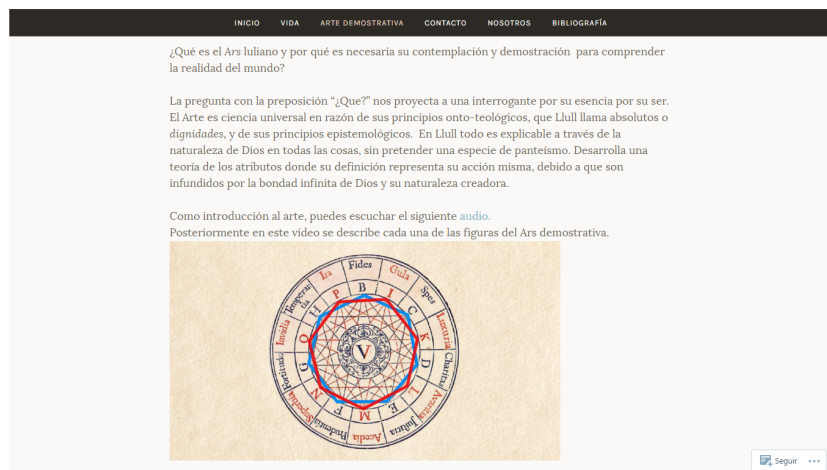 INICIO VIDA ARTE DEMOSTRATIVA CONTACTO NOSOTROS BIBLIOGRAFÍA
¿Qué es el Ars luliano y por qué es necesaria su contemplación y demostración para comprender
la realidad del mundo?
La pregunta con la preposición “¿Que?” nos proyecta a una interrogante por su esencia por su ser.
El Arte es ciencia universal en razón de sus principios onto-teológicos, que Llull llama absolutos o
dignidades, y de sus principios epistemológicos. En Llull todo es explicable a través de la
naturaleza de Dios en todas las cosas, sin pretender una especie de panteísmo. Desarrolla una
teoría de los atributos donde su definición representa su acción misma, debido a que son
infundidos por la bondad infinita de Dios y su naturaleza creadora.
Como introducción al arte, puedes escuchar el siguiente audio.
Posteriormente en este vídeo se describe cada una de las figuras del Ars demostrativa.
Fides
Gula
Spes
Luxuria
Charitas
Avaritia
Justitia
Acedia
Prudentia
Superbia
Fortitu
Invidia
Temperan
tia
Ira
B
I
C
K
D
L
E
M
F
N
G
O
H
P
V
Seguir ...